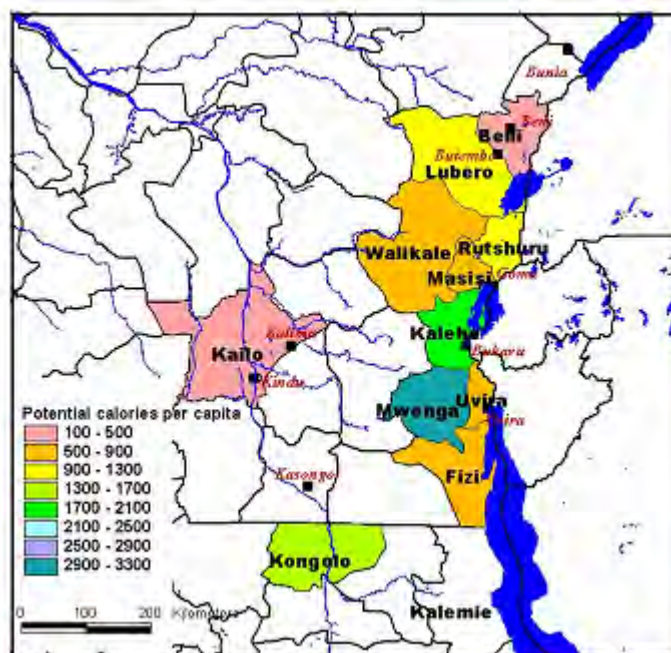 Bunia
Beni
Beni
Butembo
Lubero
Rutshuru
Walikale
Masisi
Goma
Kalehe
Bukavu
Kalima
Kailo
Kindu
Potential calories per capita
100 - 500
500 - 900
900 - 1300
1300 - 1700
1700 - 2100
2100 - 2500
2500 - 2900
2900 - 3300
Mwenga
Uvira
Uvira
Fizi
Kasongo
Kongolo
Kalemie
0 100 200 Kilometers